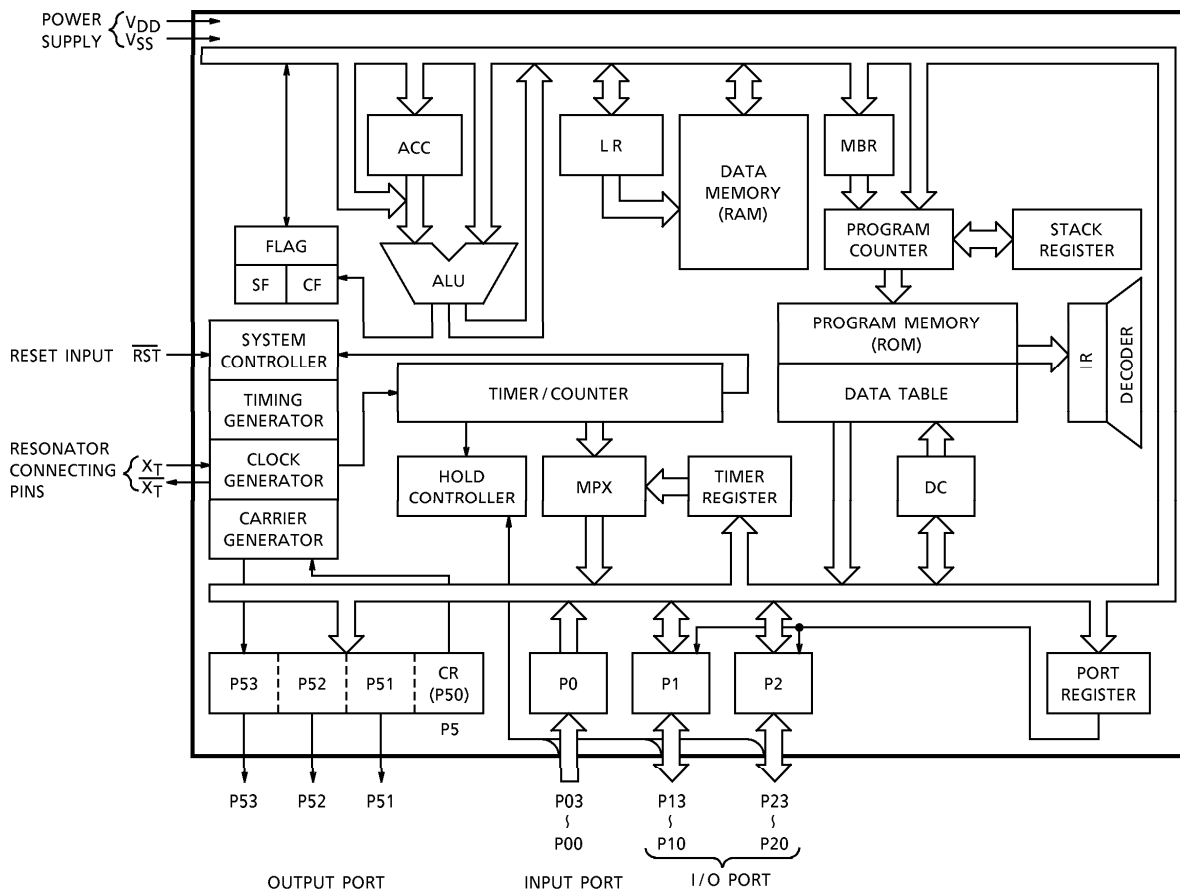 POWER SUPPLY
VDD
VSS
ACC
LR
DATA MEMORY (RAM)
MBR
FLAG
SF
CF
ALU
PROGRAM COUNTER
STACK REGISTER
RESET INPUT
RST
SYSTEM CONTROLLER
TIMING GENERATOR
RESONATOR CONNECTING PINS
XT
XT
CLOCK GENERATOR
CARRIER GENERATOR
TIMER / COUNTER
HOLD CONTROLLER
MPX
TIMER REGISTER
PROGRAM MEMORY (ROM)
DATA TABLE
IR
DECODER
DC
P53
P52
P51
CR (P50)
P5
P0
P1
P2
PORT REGISTER
P53
P52
P51
P03 ~ P00
P13 ~ P10
P23 ~ P20
OUTPUT PORT
INPUT PORT
I/O PORT